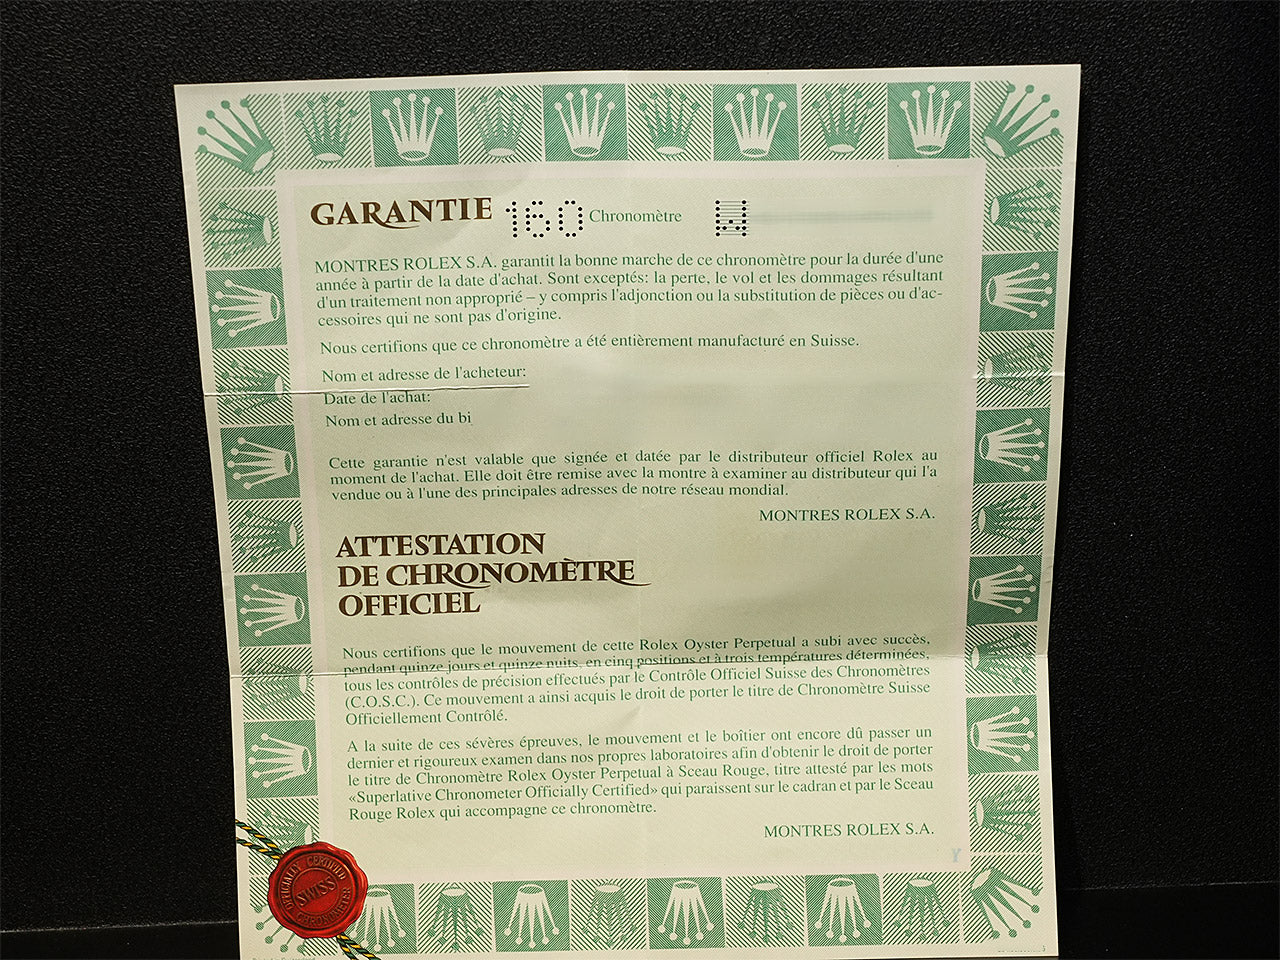 GARANTIE 160 Chronomètre W
MONTRES ROLEX S.A. garantit la bonne marche de ce chronomètre pour la durée d'une
année à partir de la date d'achat. Sont exceptés: la perte, le vol et les dommages résultant
d'un traitement non approprié – y compris l'adjonction ou la substitution de pièces ou d'ac-
cessoires qui ne sont pas d'origine.
Nous certifions que ce chronomètre a été entièrement manufacturé en Suisse.
Nom et adresse de l'acheteur:
Date de l'achat:
Nom et adresse du bi
Cette garantie n'est valable que signée et datée par le distributeur officiel Rolex au
moment de l'achat. Elle doit être remise avec la montre à examiner au distributeur qui l'a
vendue ou à l'une des principales adresses de notre réseau mondial.
MONTRES ROLEX S.A.
ATTESTATION
DE CHRONOMÈTRE
OFFICIEL
Nous certifions que le mouvement de cette Rolex Oyster Perpetual a subi avec succès,
pendant quinze jours et quinze nuits, en cinq positions et à trois températures déterminées,
tous les contrôles de précision effectués par le Contrôle Officiel Suisse des Chronomètres
(C.O.S.C.). Ce mouvement a ainsi acquis le droit de porter le titre de Chronomètre Suisse
Officiellement Contrôlé.
A la suite de ces sévères épreuves, le mouvement et le boîtier ont encore dû passer un
dernier et rigoureux examen dans nos propres laboratoires afin d'obtenir le droit de porter
le titre de Chronomètre Rolex Oyster Perpetual à Sceau Rouge, titre attesté par les mots
«Superlative Chronometer Officially Certified» qui paraissent sur le cadran et par le Sceau
Rouge Rolex qui accompagne ce chronomètre.
MONTRES ROLEX S.A.
Y
OFFICIALLY CERTIFIED
SWISS
CHRONOMETER